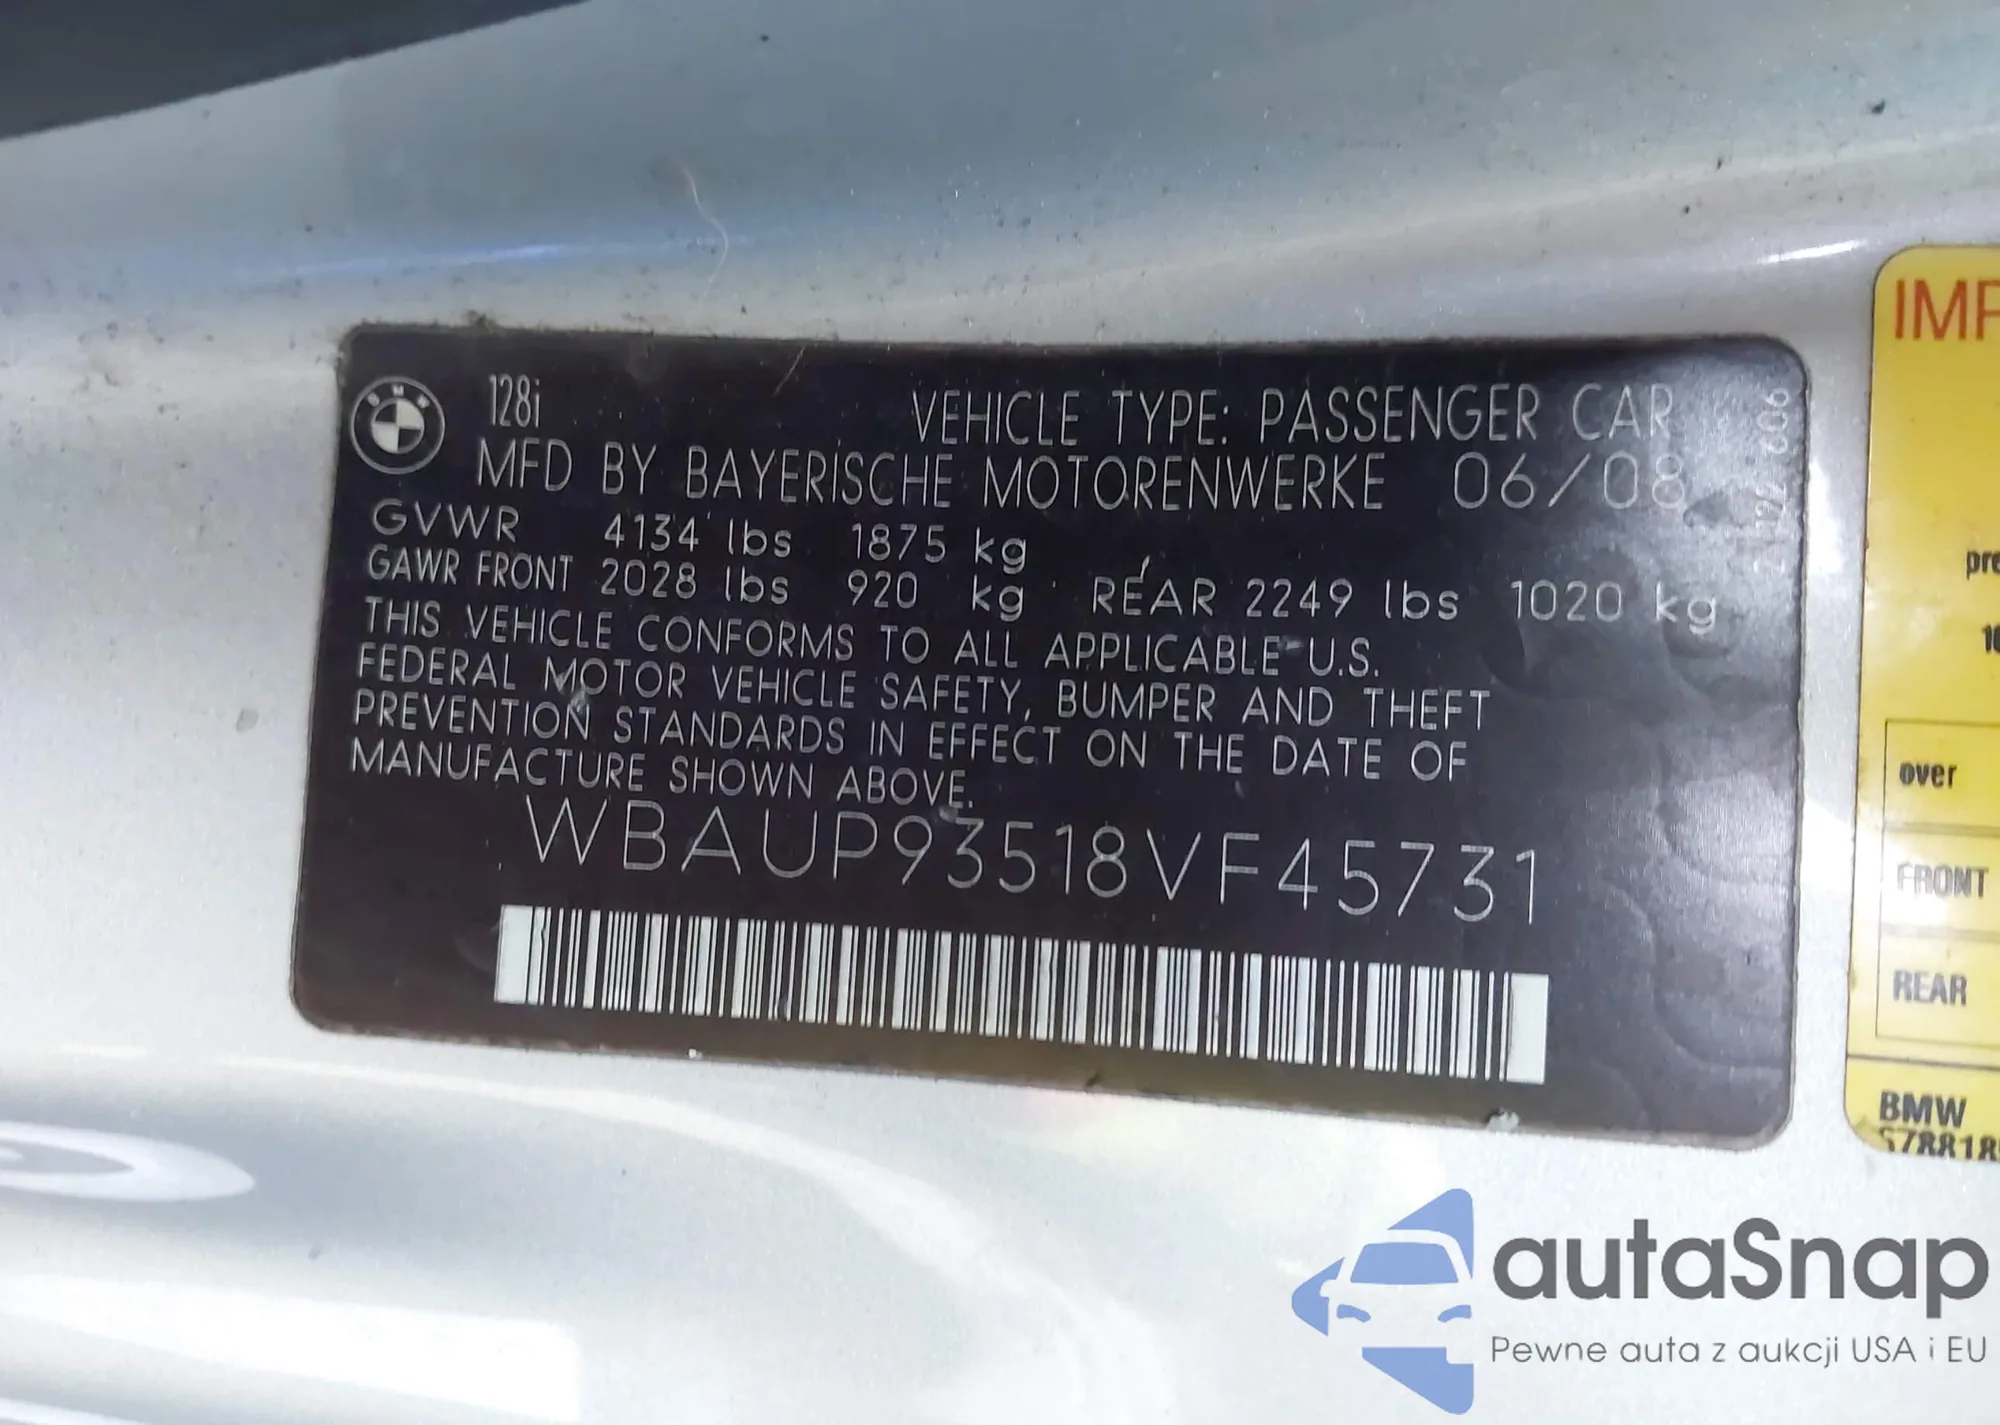 128i VEHICLE TYPE: PASSENGER CAR
MFD BY BAYERISCHE MOTORENWERKE 06/08
GVWR 4134 lbs 1875 kg
GAWR FRONT 2028 lbs 920 kg REAR 2249 lbs 1020 kg
THIS VEHICLE CONFORMS TO ALL APPLICABLE U.S.
FEDERAL MOTOR VEHICLE SAFETY, BUMPER AND THEFT
PREVENTION STANDARDS IN EFFECT ON THE DATE OF
MANUFACTURE SHOWN ABOVE.
WBAUP93518VF45731
BMW
IMP
pre
over
FRONT
REAR
BMW
autaSnap
Pewne auta z aukcji USA i EU